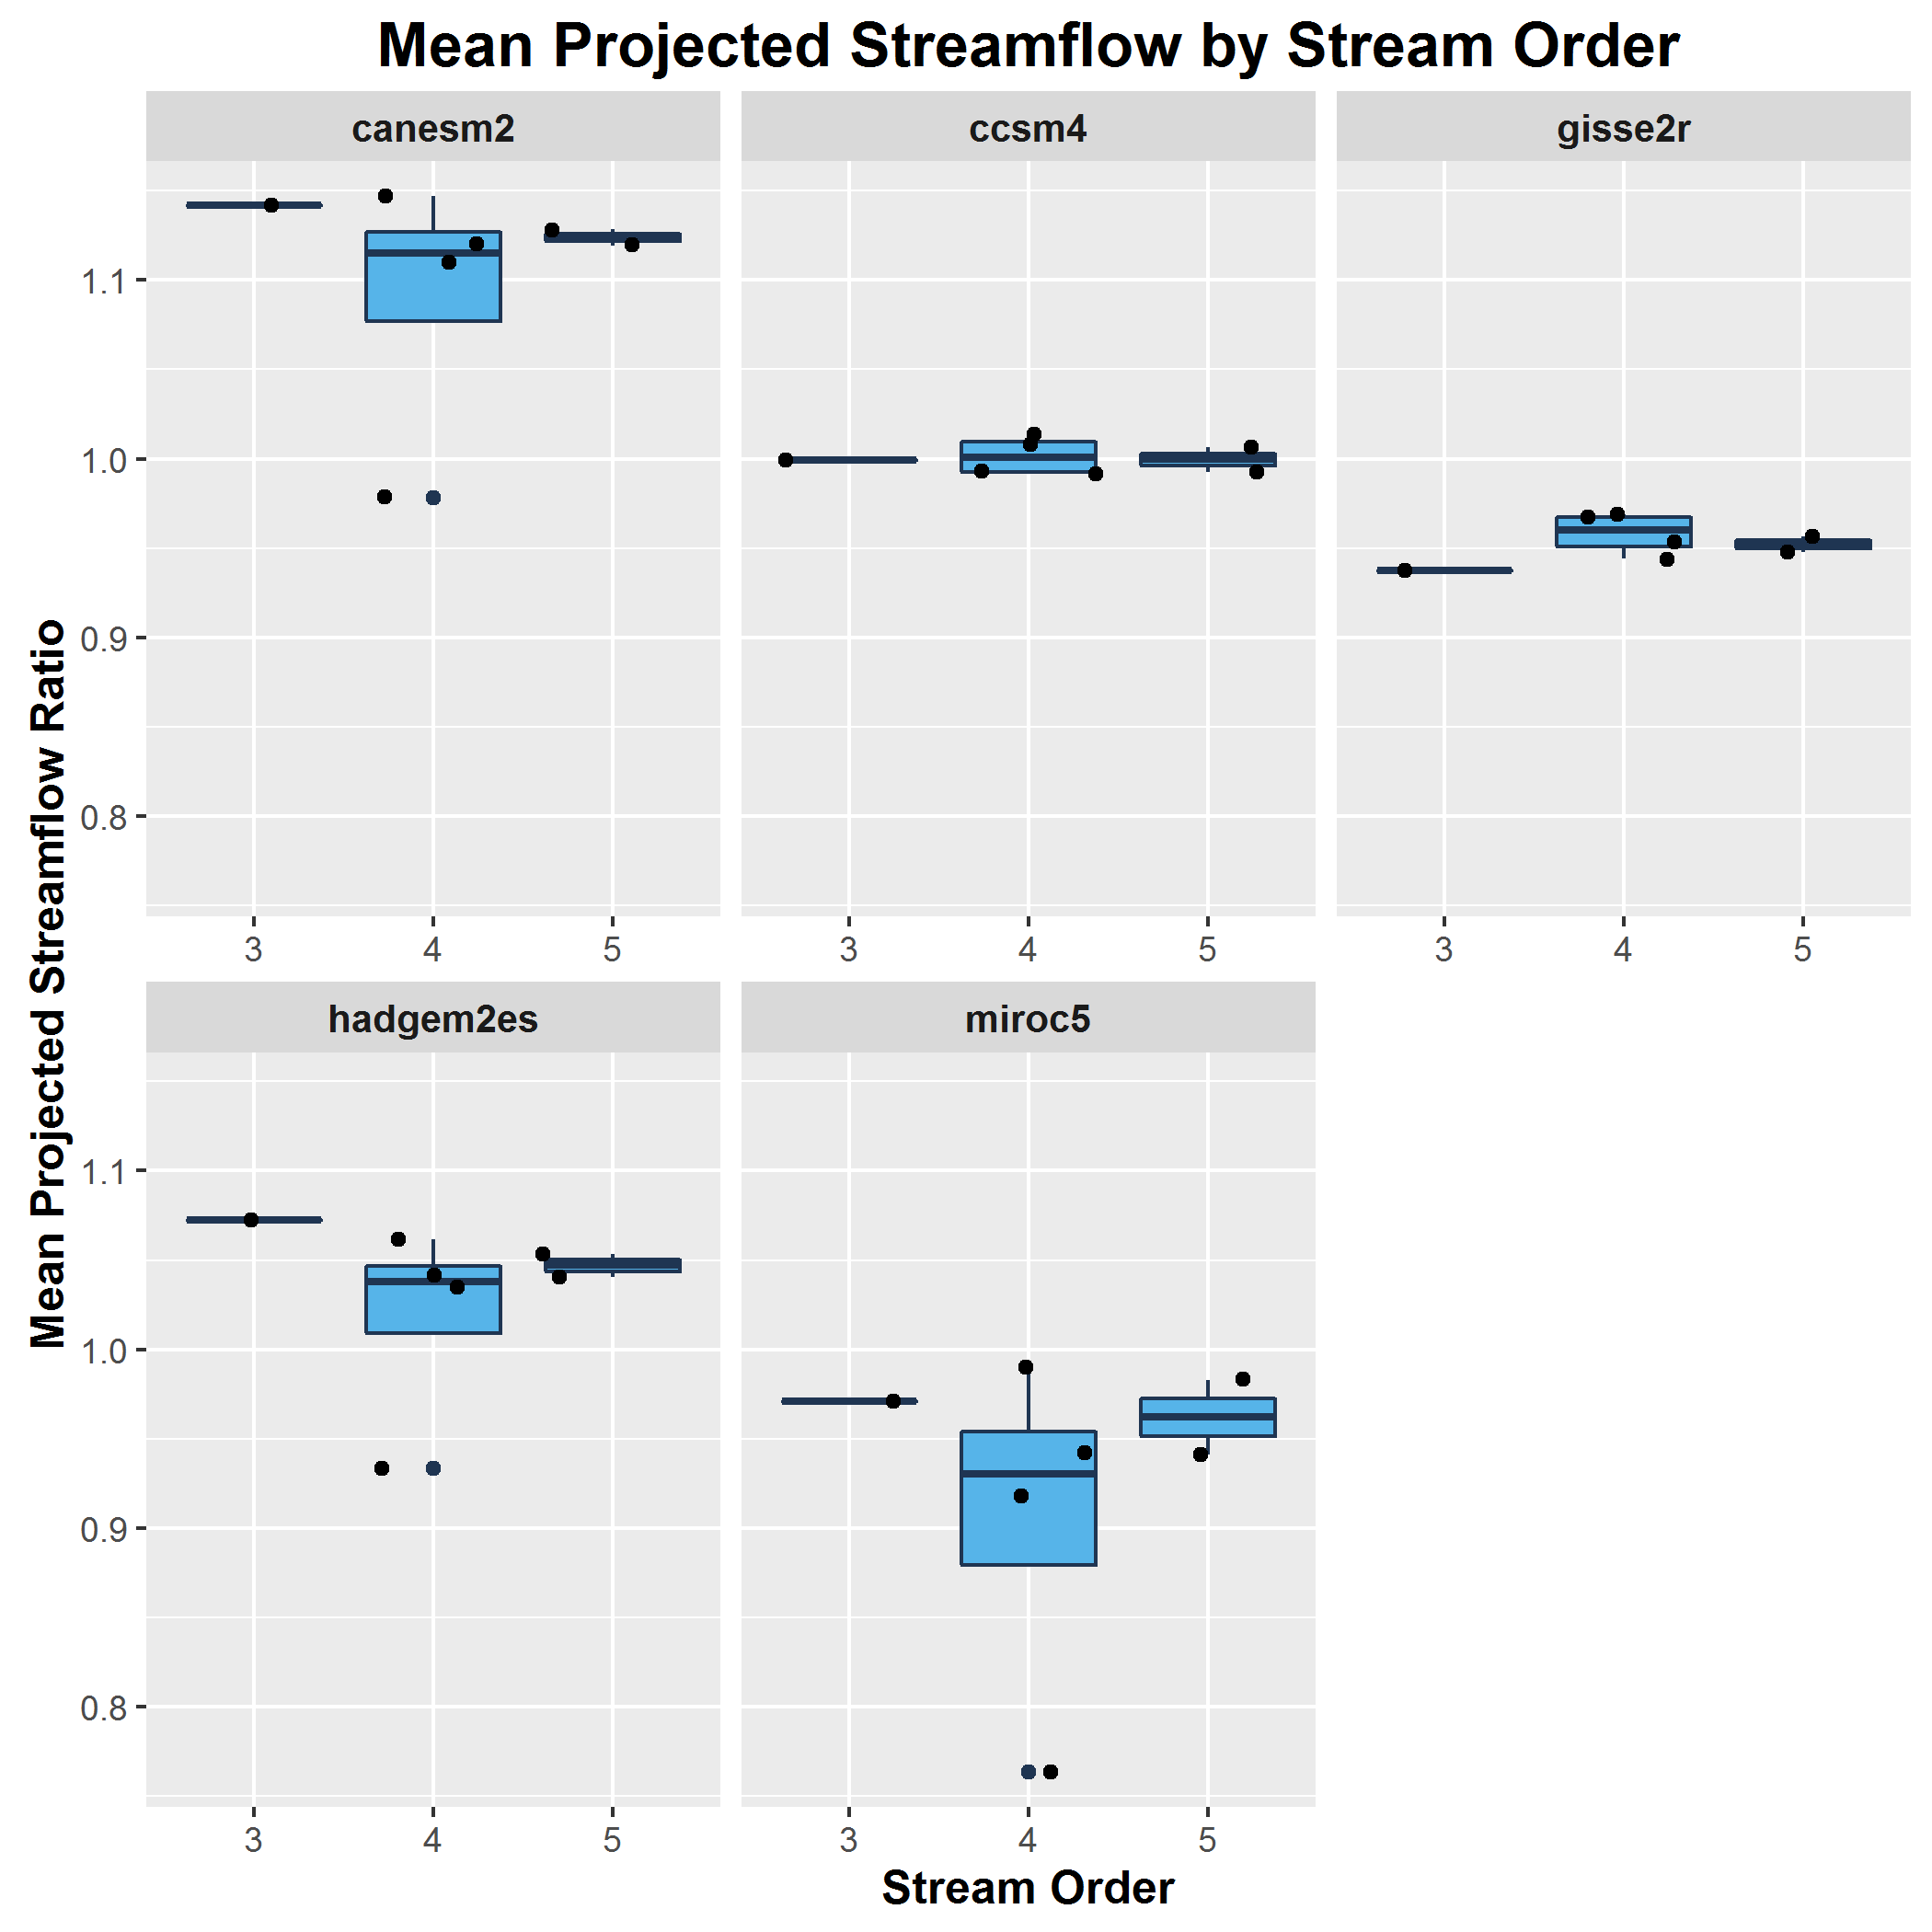 Mean Projected Streamflow by Stream Order
canesm2 ccsm4 gisse2r
1.1
1.0
0.9
0.8
3 4 5 3 4 5 3 4 5
Mean Projected Streamflow Ratio
hadgem2es miroc5
1.1
1.0
0.9
0.8
3 4 5 3 4 5
Stream Order